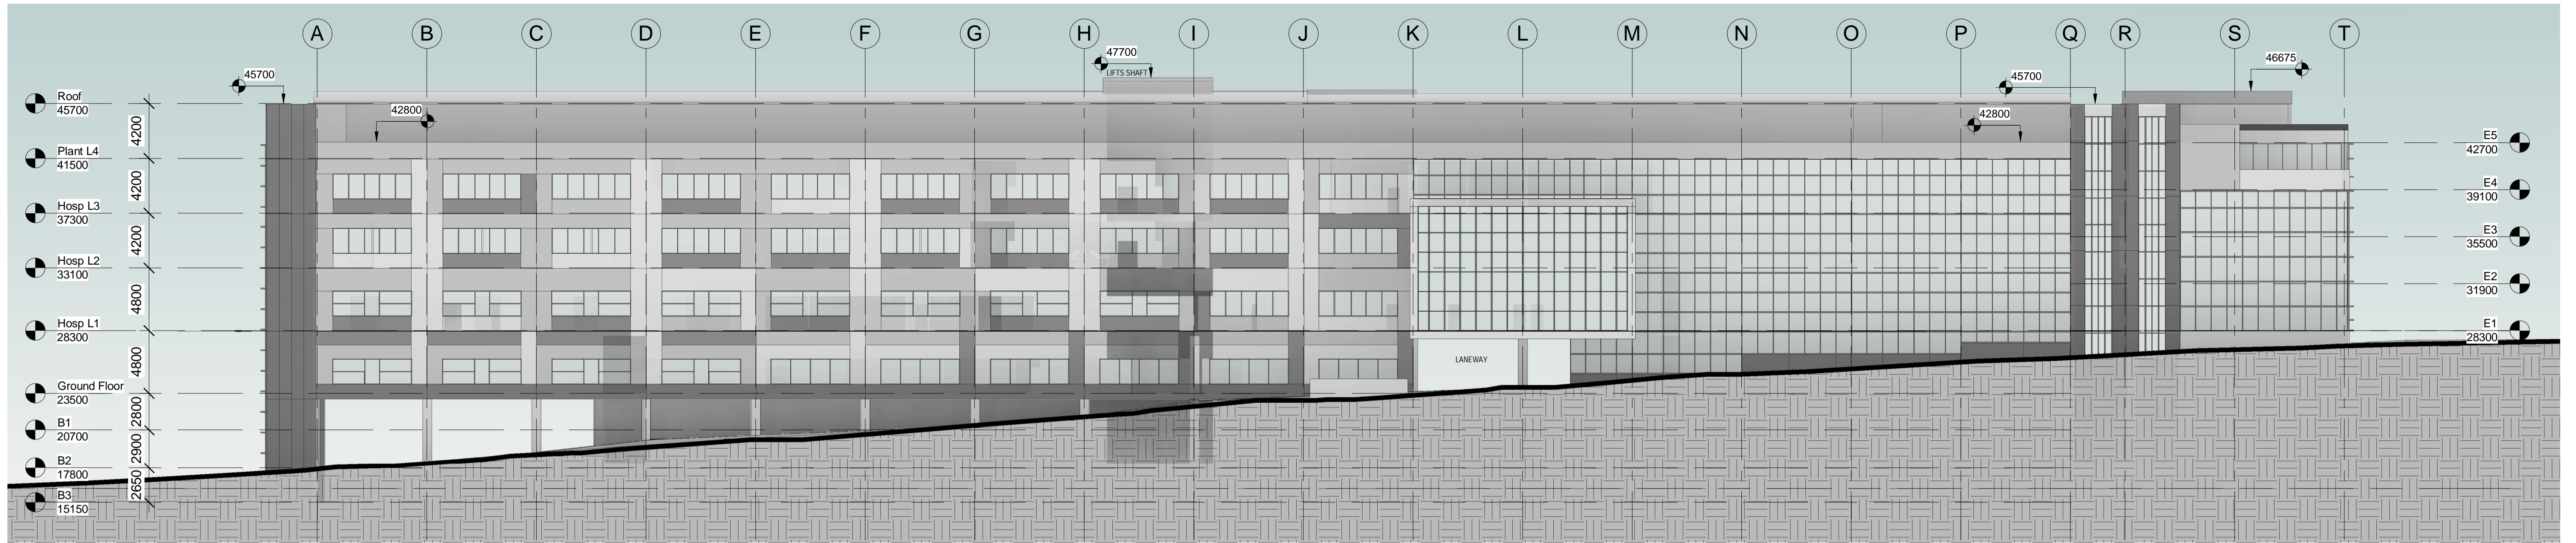 A B C D E F G H I J K L M N O P Q R S T
47700
LIFTS SHAFT
45700
45700
46675
42800
42800
Roof
45700
4200
Plant L4
41500
4200
Hosp L3
37300
4200
Hosp L2
33100
4800
Hosp L1
28300
4800
Ground Floor
23500
2800
B1
20700
2900
B2
17800
2650
B3
15150
LANEWAY
E5
42700
E4
39100
E3
35500
E2
31900
E1
28300